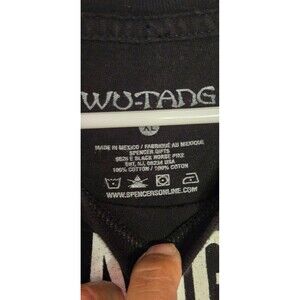 WU-TANG
XL
MADE IN MEXICO / FABRIQUÉ AU MEXIQUE
SPENCER GIFTS
6826 E BLACK HORSE PIKE
EHT, NJ, 08234 USA
100% COTTON / 100% COTON
WWW.SPENCERSONLINE.COM